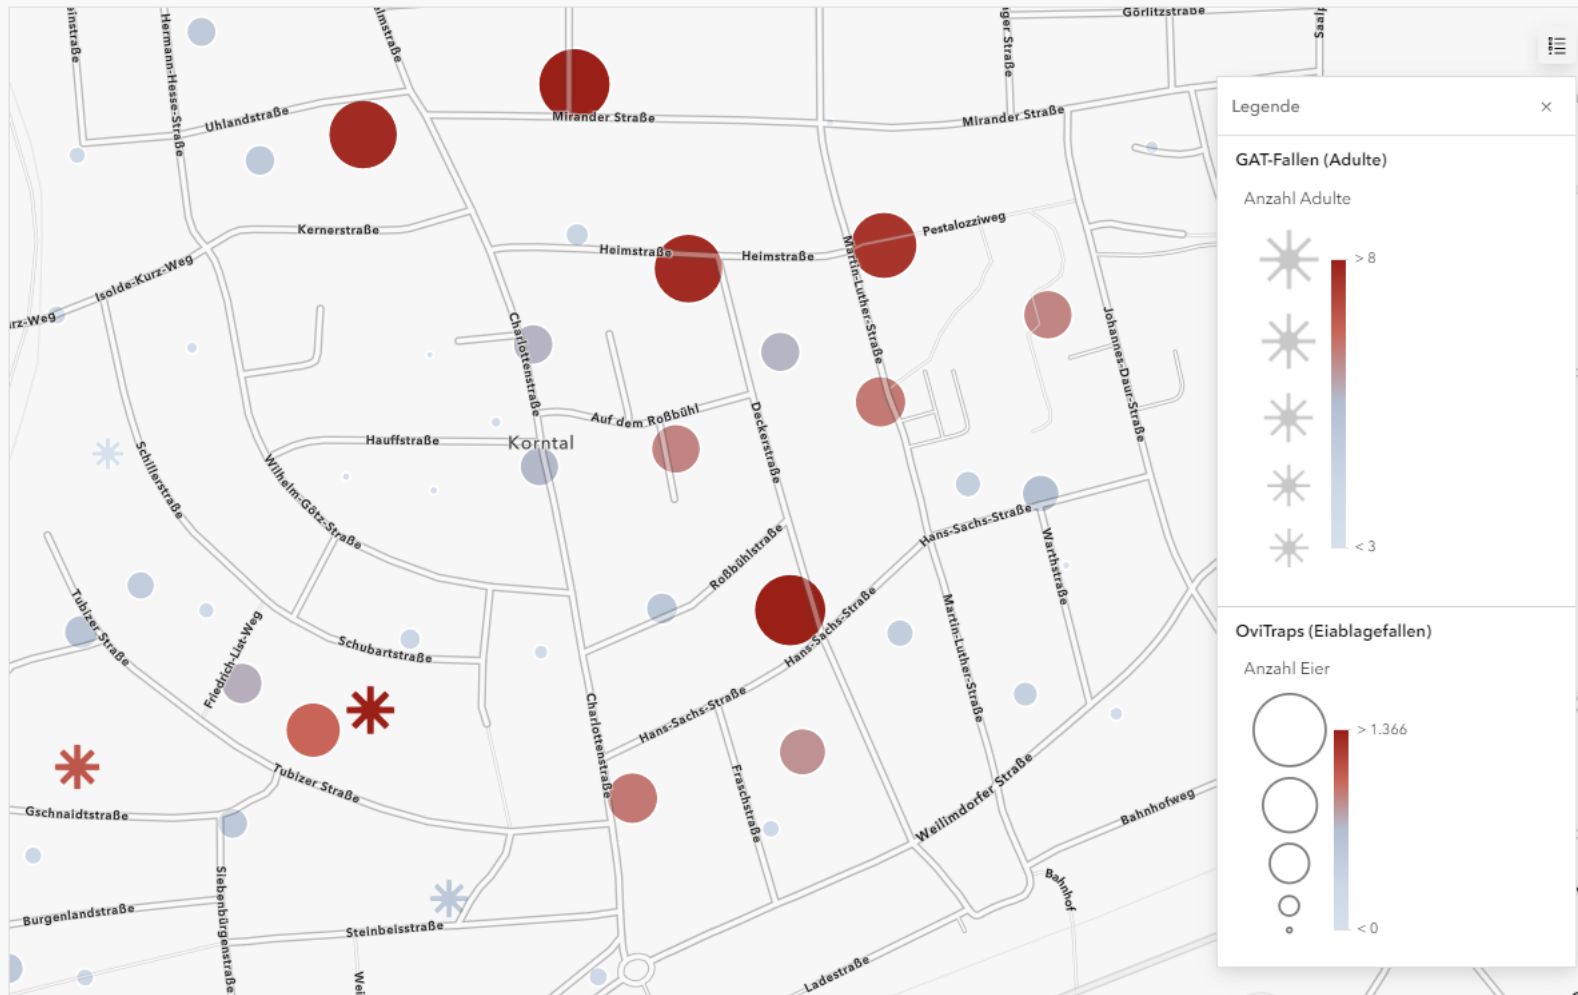 Görlitzstraße
Hermann-Hesse-Straße
Uhlandstraße
Mirander Straße
Mirander Straße
Legende
GAT-Fallen (Adulte)
Anzahl Adulte
> 8
< 3
OviTraps (Eiablagefallen)
Anzahl Eier
> 1.366
< 0
Kernerstraße
Heimstraße
Heimstraße
Pestalozziweg
Isolde-Kurz-Weg
rz-Weg
Martin-Luther-Straße
Johannes-Daur-Straße
Charlottenstraße
Auf dem Roßbühl
Deckerstraße
Hauffstraße
Korntal
Schillerstraße
Wilhelm-Götz-Straße
Hans-Sachs-Straße
Warthstraße
Roßbühlstraße
Tubizer Straße
Friedrich-List-Weg
Schubartstraße
Hans-Sachs-Straße
Martin-Luther-Straße
Hans-Sachs-Straße
Charlottenstraße
Tubizer Straße
Fraschstraße
Weilimdorfer Straße
Bahnhofweg
Gschnaidtstraße
Siebenbürgenstraße
Bahnhof
Burgenlandstraße
Steinbeisstraße
Ladestraße
Wei